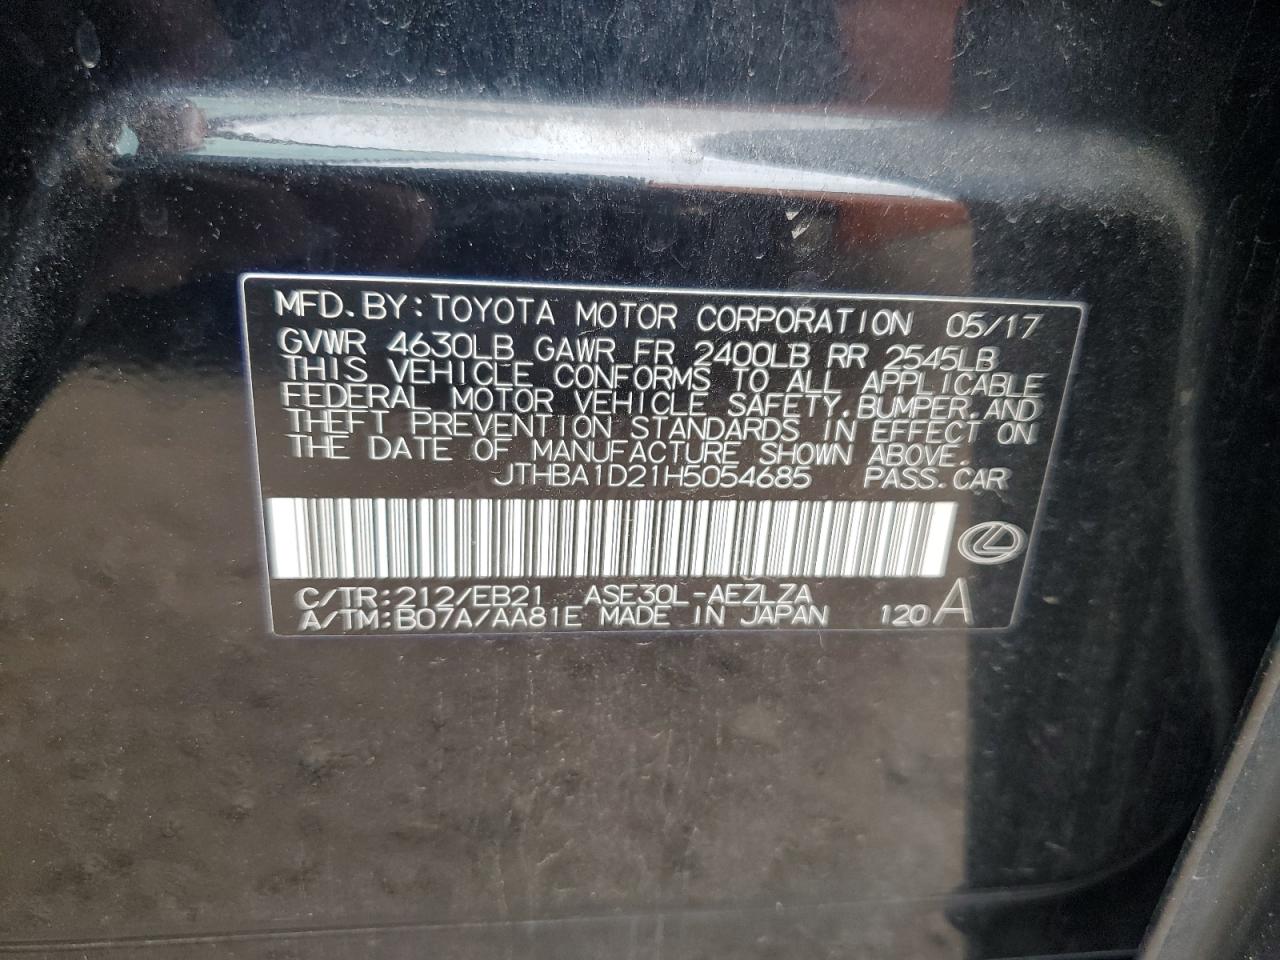 MFD.BY:TOYOTA MOTOR CORPORATION 05/17
GVWR 4630LB GAWR FR 2400LB RR 2545LB
THIS VEHICLE CONFORMS TO ALL APPLICABLE
FEDERAL MOTOR VEHICLE SAFETY.BUMPER.AND
THEFT PREVENTION STANDARDS IN EFFECT ON
THE DATE OF MANUFACTURE SHOWN ABOVE.
JTHBA1D21H5054685 PASS.CAR
C/TR:212/EB21 ASE30L-AEZLZA
A/TM:B07A/AA81E MADE IN JAPAN 120A